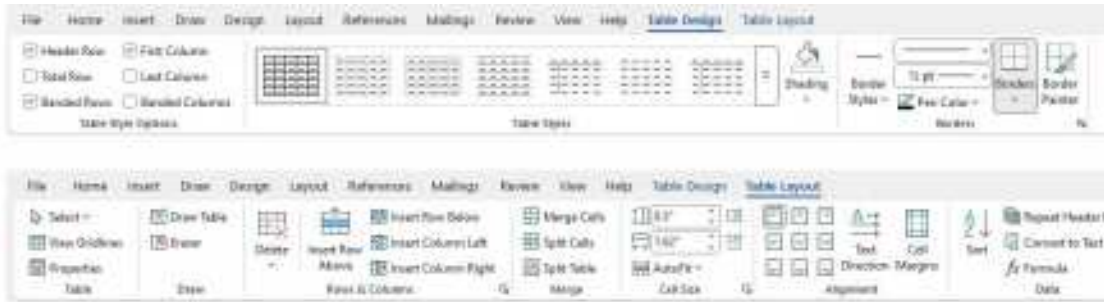 File Home Insert Draw Design Layout References Mailings Review View Help Table Design Table Layout
Header Row First Column
Total Row Last Column
Banded Rows Banded Columns
Table Style Options
Table Styles
Shading
Border Styles
½ pt
Pen Color
Borders
Border Painter
Borders
File Home Insert Draw Design Layout References Mailings Review View Help Table Design Table Layout
Select
View Gridlines
Properties
Table
Draw Table
Eraser
Draw
Delete
Insert Row Above
Insert Row Below
Insert Column Left
Insert Column Right
Rows & Columns
Merge Cells
Split Cells
Split Table
Merge
AutoFit
Cell Size
Text Direction
Cell Margins
Alignment
Sort
Repeat Header
Convert to Text
fx Formula
Data